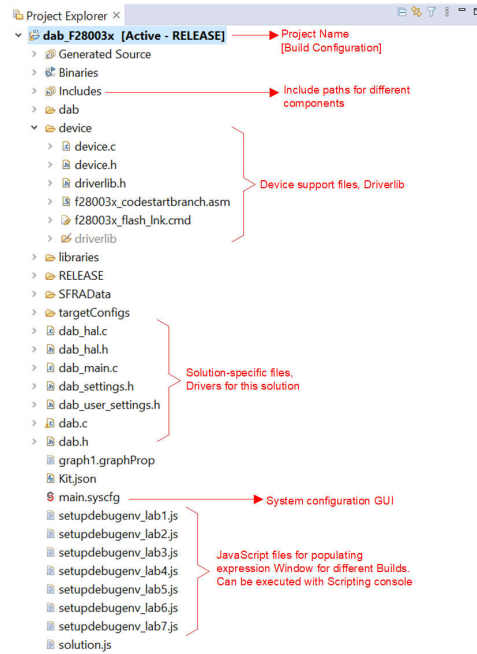 Project Explorer
dab_F28003x [Active - RELEASE]
Project Name
[Build Configuration]
Generated Source
Binaries
Includes
Include paths for different
components
dab
device
device.c
device.h
driverlib.h
Device support files, Driverlib
f28003x_codestartbranch.asm
f28003x_flash_lnk.cmd
driverlib
libraries
RELEASE
SFRAData
targetConfigs
dab_hal.c
dab_hal.h
dab_main.c
Solution-specific files,
Drivers for this solution
dab_settings.h
dab_user_settings.h
dab.c
dab.h
graph1.graphProp
Kit.json
main.syscfg
System configuration GUI
setupdebugenv_lab1.js
setupdebugenv_lab2.js
setupdebugenv_lab3.js
JavaScript files for populating
expression Window for different Builds.
Can be executed with Scripting console
setupdebugenv_lab4.js
setupdebugenv_lab5.js
setupdebugenv_lab6.js
setupdebugenv_lab7.js
solution.js